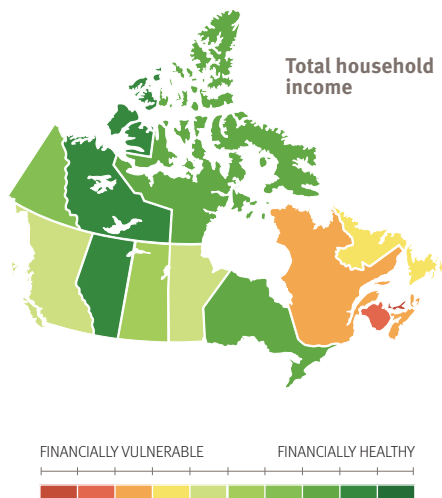 Total household
income
FINANCIALLY VULNERABLE
FINANCIALLY HEALTHY